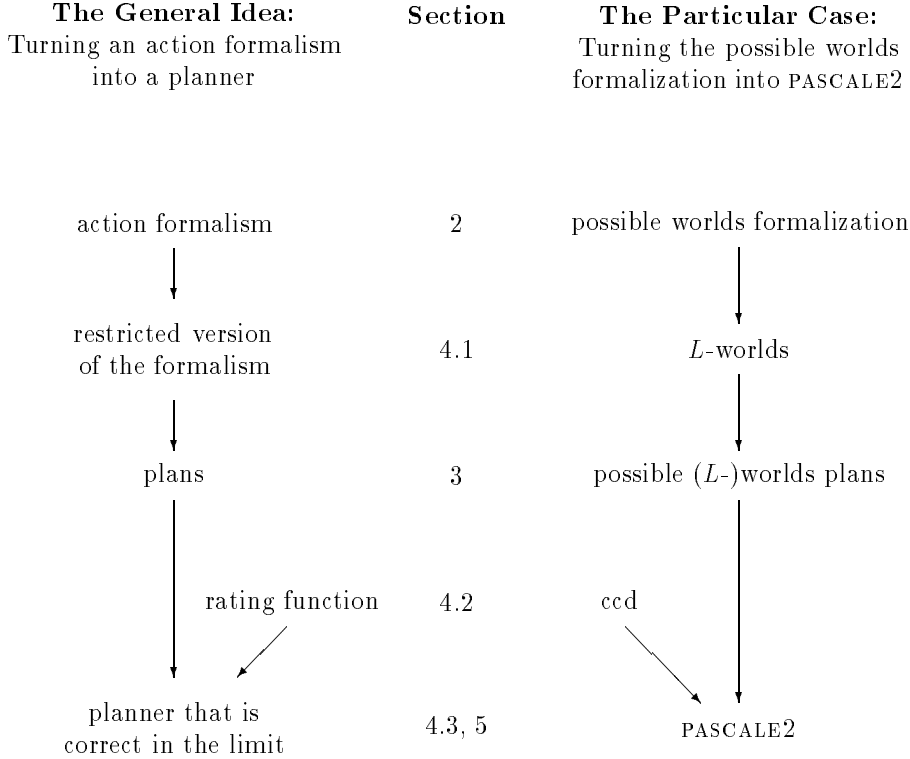 The General Idea:
Turning an action formalism
into a planner
Section
The Particular Case:
Turning the possible worlds
formalization into PASCALE2
action formalism
2
possible worlds formalization
restricted version
of the formalism
4.1
L-worlds
plans
3
possible (L-)worlds plans
rating function
4.2
ccd
planner that is
correct in the limit
4.3, 5
PASCALE2